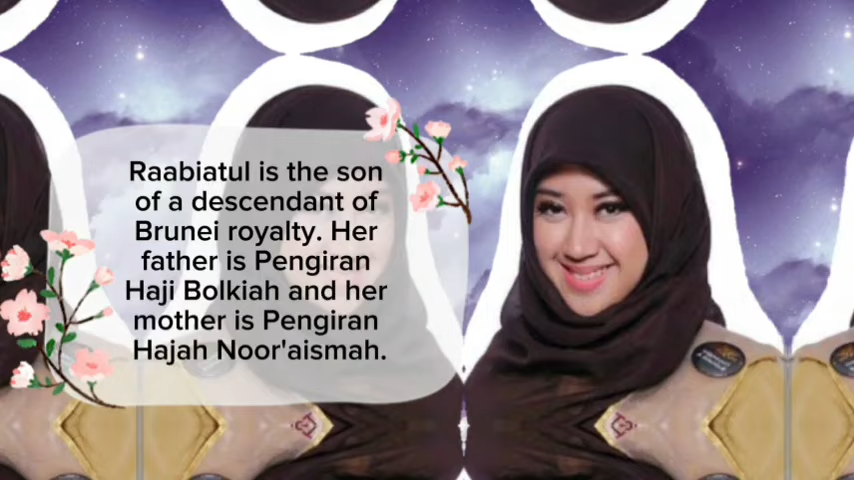 Raabiatul is the son
of a descendant of
Brunei royalty. Her
father is Pengiran
Haji Bolkiah and her
mother is Pengiran
Hajah Noor'aismah.